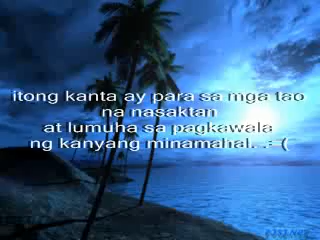 itong kanta ay para sa mga tao
na nasaktan
at lumuha sa pagkawala
ng kanyang minamahal. .= (